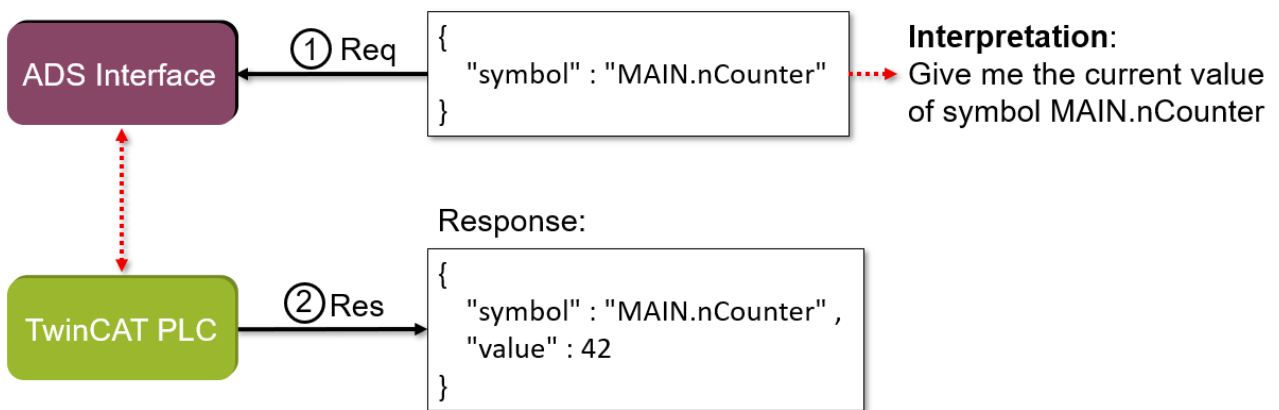 ADS Interface
① Req
{
"symbol" : "MAIN.nCounter"
}
Interpretation:
Give me the current value
of symbol MAIN.nCounter
Response:
TwinCAT PLC
② Res
{
"symbol" : "MAIN.nCounter" ,
"value" : 42
}